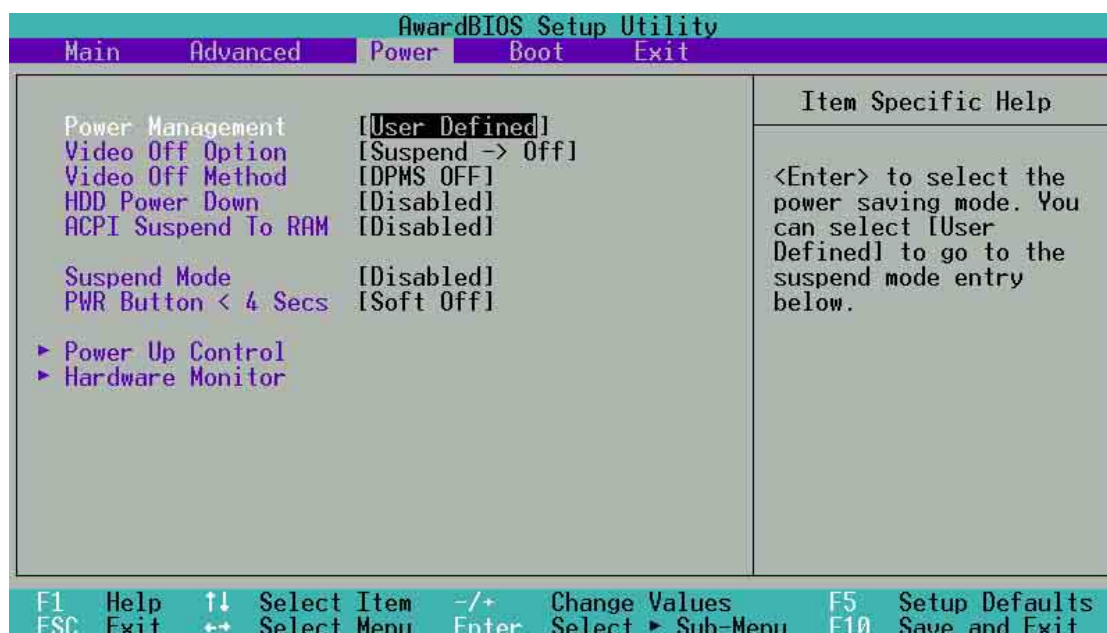 AwardBIOS Setup Utility
Main Advanced Power Boot Exit
Power Management [User Defined]
Video Off Option [Suspend -> Off]
Video Off Method [DPMS OFF]
HDD Power Down [Disabled]
ACPI Suspend To RAM [Disabled]
Suspend Mode [Disabled]
PWR Button < 4 Secs [Soft Off]
► Power Up Control
► Hardware Monitor
Item Specific Help
<Enter> to select the
power saving mode. You
can select [User
Defined] to go to the
suspend mode entry
below.
F1 Help ↑↓ Select Item -/+ Change Values F5 Setup Defaults
ESC Exit ←→ Select Menu Enter Select ► Sub-Menu F10 Save and Exit